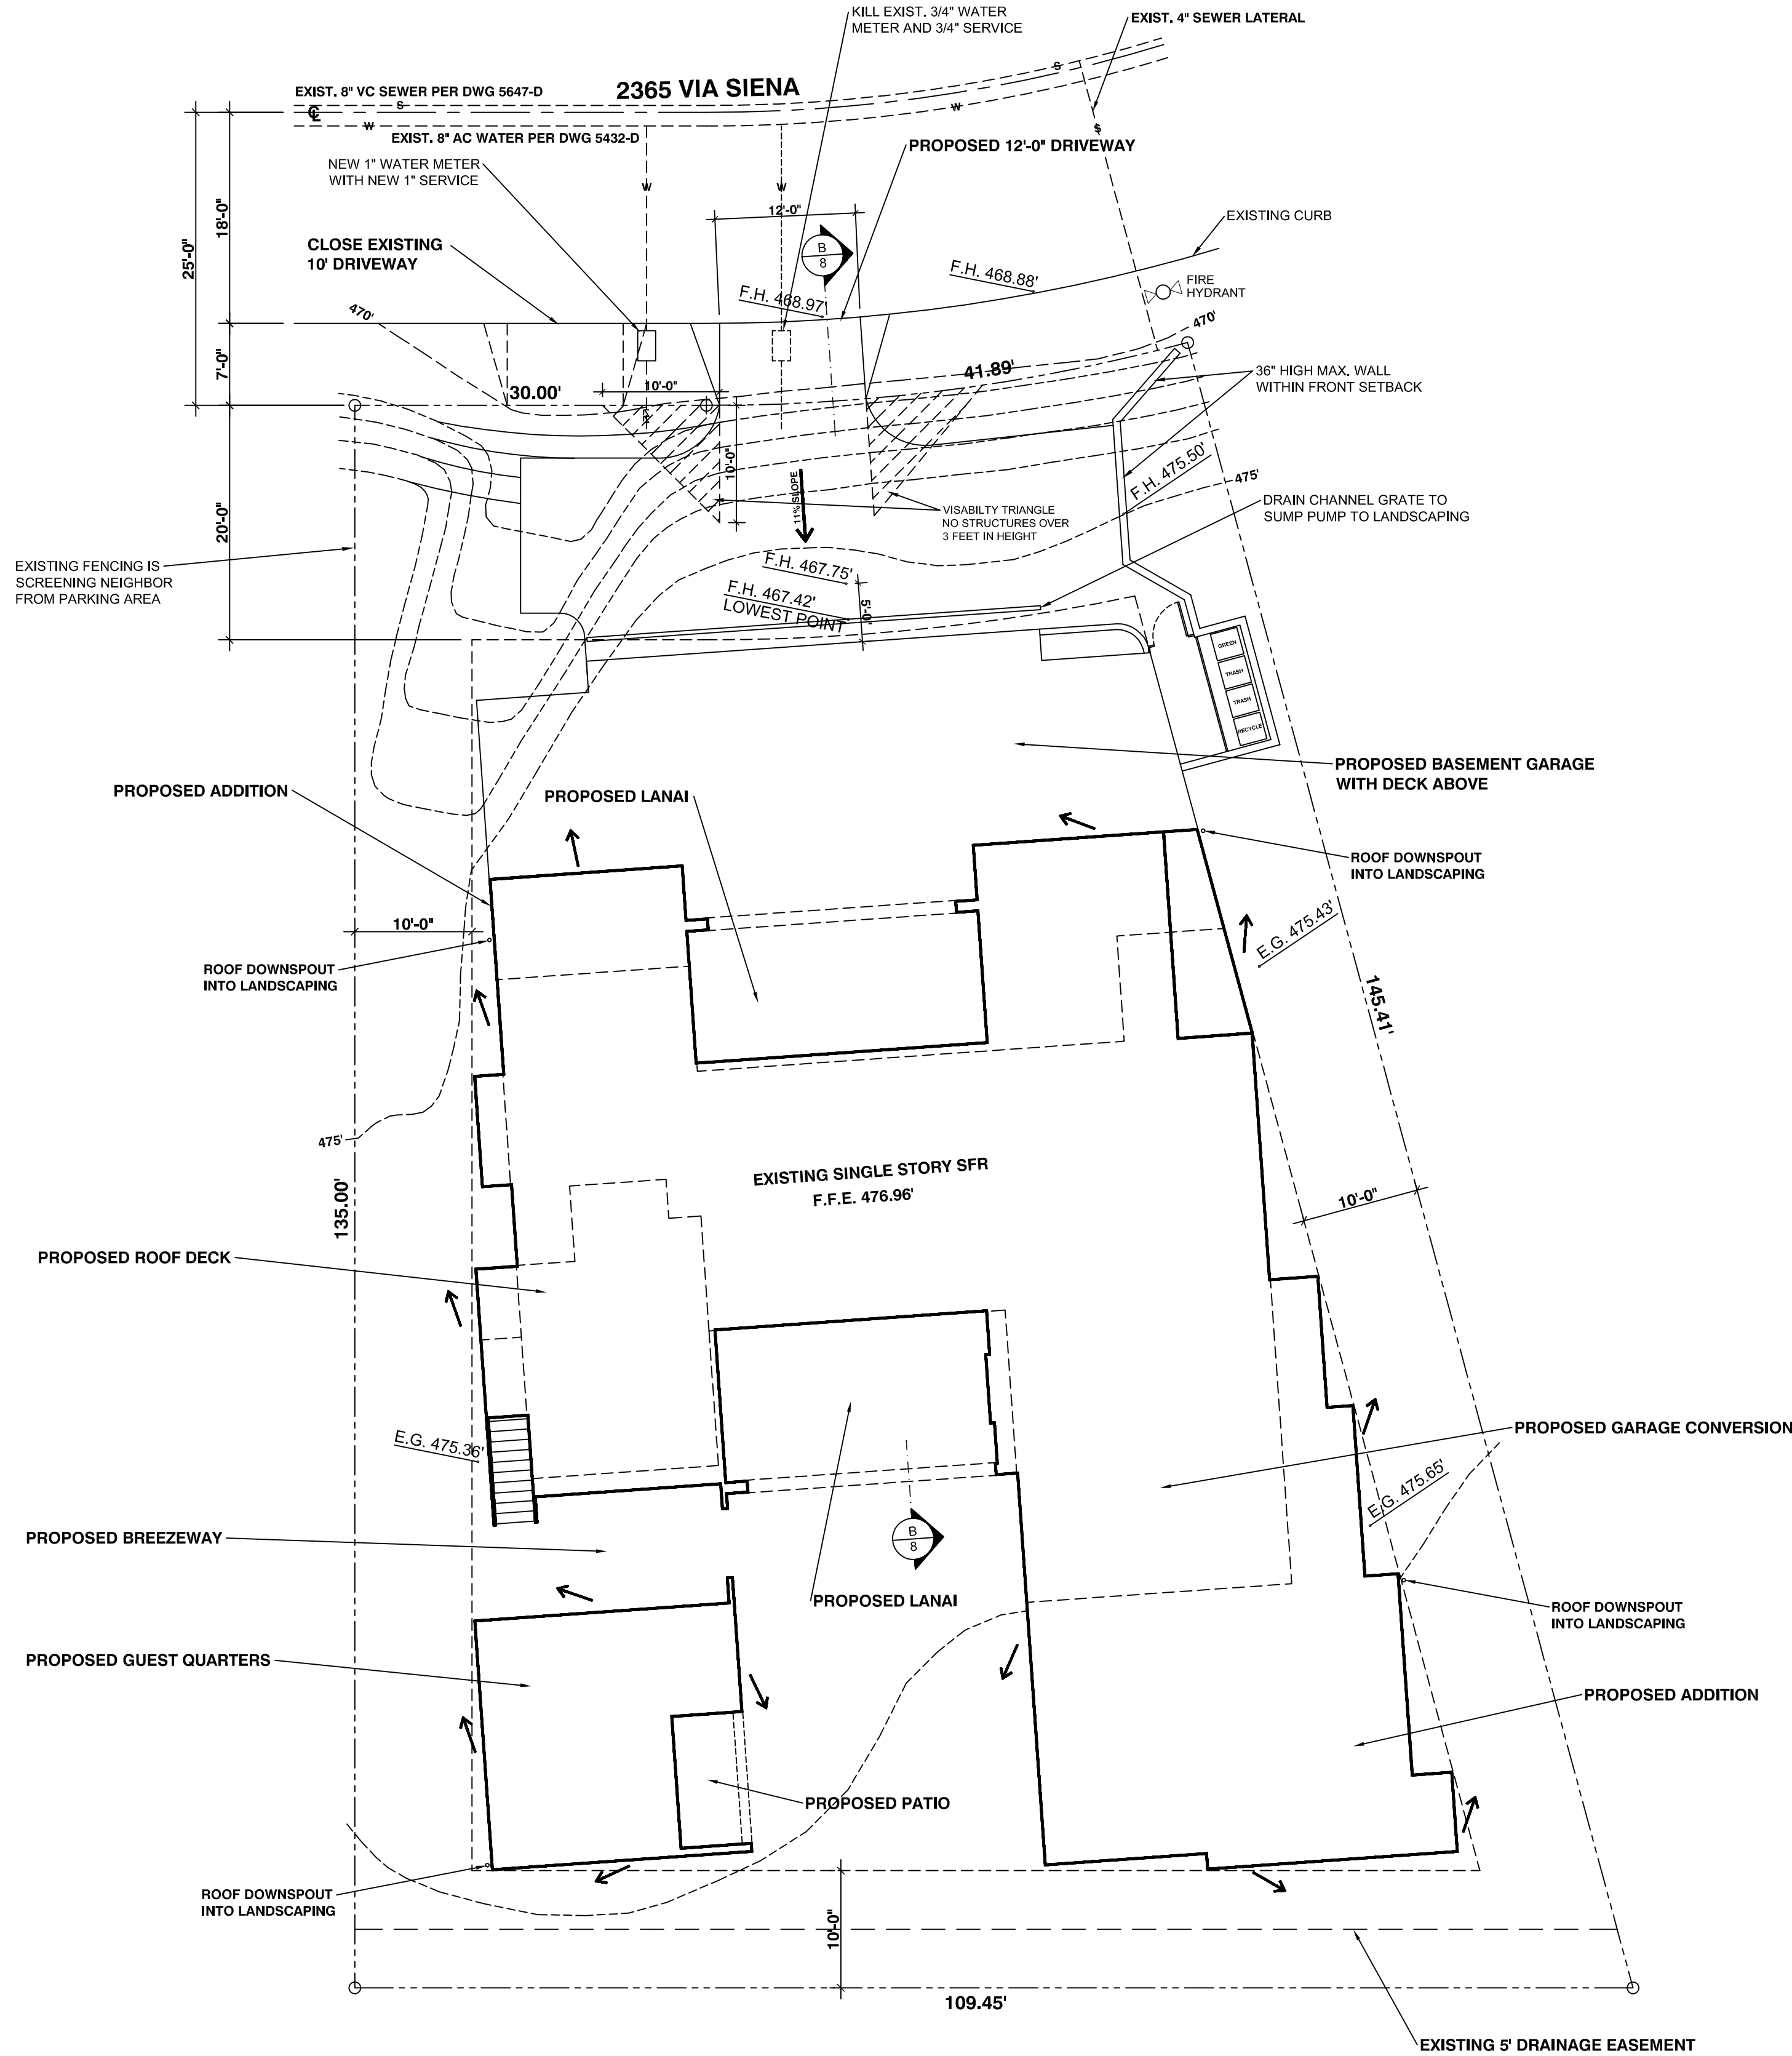 KILL EXIST. 3/4" WATER
METER AND 3/4" SERVICE
EXIST. 4" SEWER LATERAL
EXIST. 8" VC SEWER PER DWG 5647-D
2365 VIA SIENA
S
S
CL
W
W
EXIST. 8" AC WATER PER DWG 5432-D
S
PROPOSED 12'-0" DRIVEWAY
NEW 1" WATER METER
WITH NEW 1" SERVICE
W
W
25'-0"
18'-0"
12'-0"
EXISTING CURB
CLOSE EXISTING
10' DRIVEWAY
B
8
F.H. 468.88'
F.H. 468.97'
FIRE
HYDRANT
470'
470'
7'-0"
30.00'
10'-0"
41.89'
36" HIGH MAX. WALL
WITHIN FRONT SETBACK
10'-0"
11% SLOPE
F.H. 475.50'
475'
20'-0"
VISABILTY TRIANGLE
NO STRUCTURES OVER
3 FEET IN HEIGHT
DRAIN CHANNEL GRATE TO
SUMP PUMP TO LANDSCAPING
EXISTING FENCING IS
SCREENING NEIGHBOR
FROM PARKING AREA
F.H. 467.75'
F.H. 467.42'
LOWEST POINT
5'-0"
GREEN
TRASH
TRASH
RECYCLE
PROPOSED BASEMENT GARAGE
WITH DECK ABOVE
PROPOSED ADDITION
PROPOSED LANAI
ROOF DOWNSPOUT
INTO LANDSCAPING
10'-0"
E.G. 475.43'
ROOF DOWNSPOUT
INTO LANDSCAPING
145.41'
475'
EXISTING SINGLE STORY SFR
F.F.E. 476.96'
135.00'
10'-0"
PROPOSED ROOF DECK
E.G. 475.36'
PROPOSED GARAGE CONVERSION
E.G. 475.65'
PROPOSED BREEZEWAY
B
8
PROPOSED LANAI
ROOF DOWNSPOUT
INTO LANDSCAPING
PROPOSED GUEST QUARTERS
PROPOSED ADDITION
PROPOSED PATIO
ROOF DOWNSPOUT
INTO LANDSCAPING
10'-0"
109.45'
EXISTING 5' DRAINAGE EASEMENT